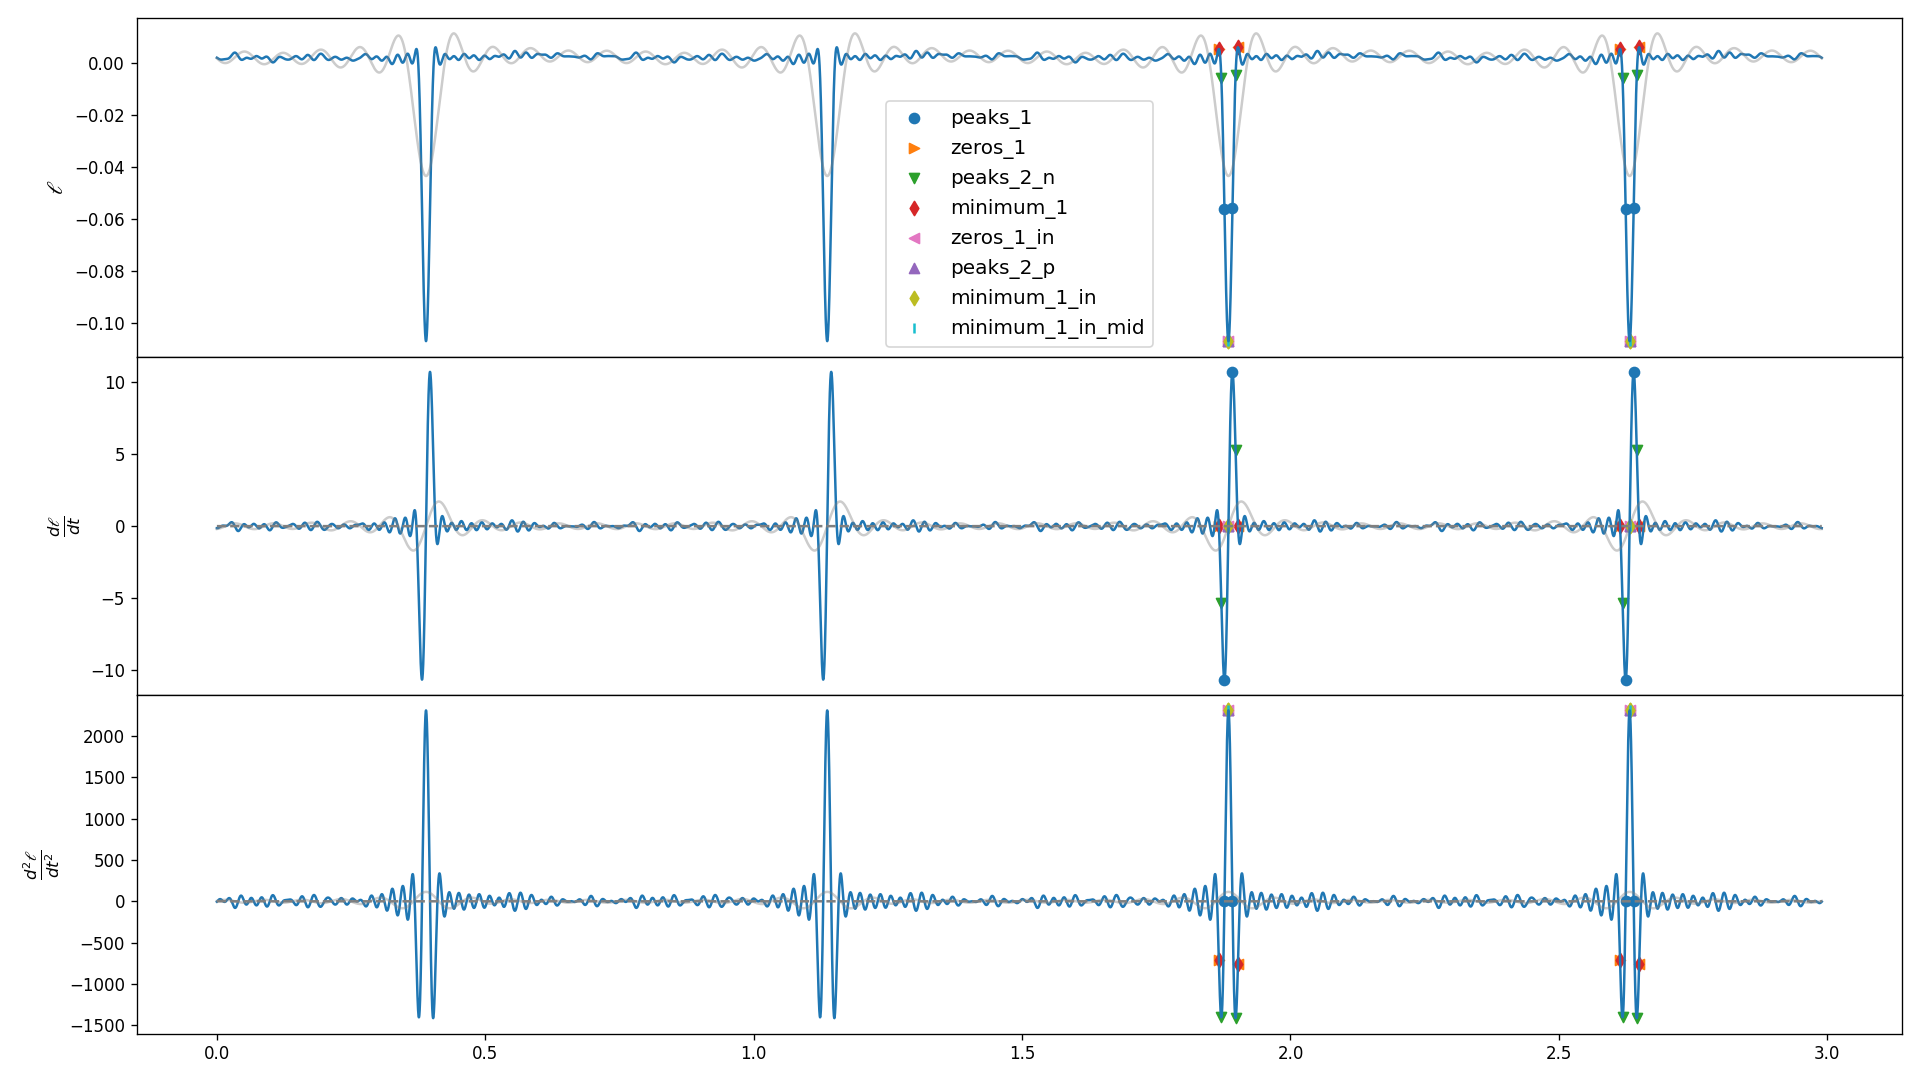 0.00
−0.02
−0.04
−0.06
−0.08
−0.10
ℓ
peaks_1
zeros_1
peaks_2_n
minimum_1
zeros_1_in
peaks_2_p
minimum_1_in
minimum_1_in_mid
10
5
0
−5
−10
dℓ
dt
2000
1500
1000
500
0
−500
−1000
−1500
d²ℓ
dt²
0.0 0.5 1.0 1.5 2.0 2.5 3.0